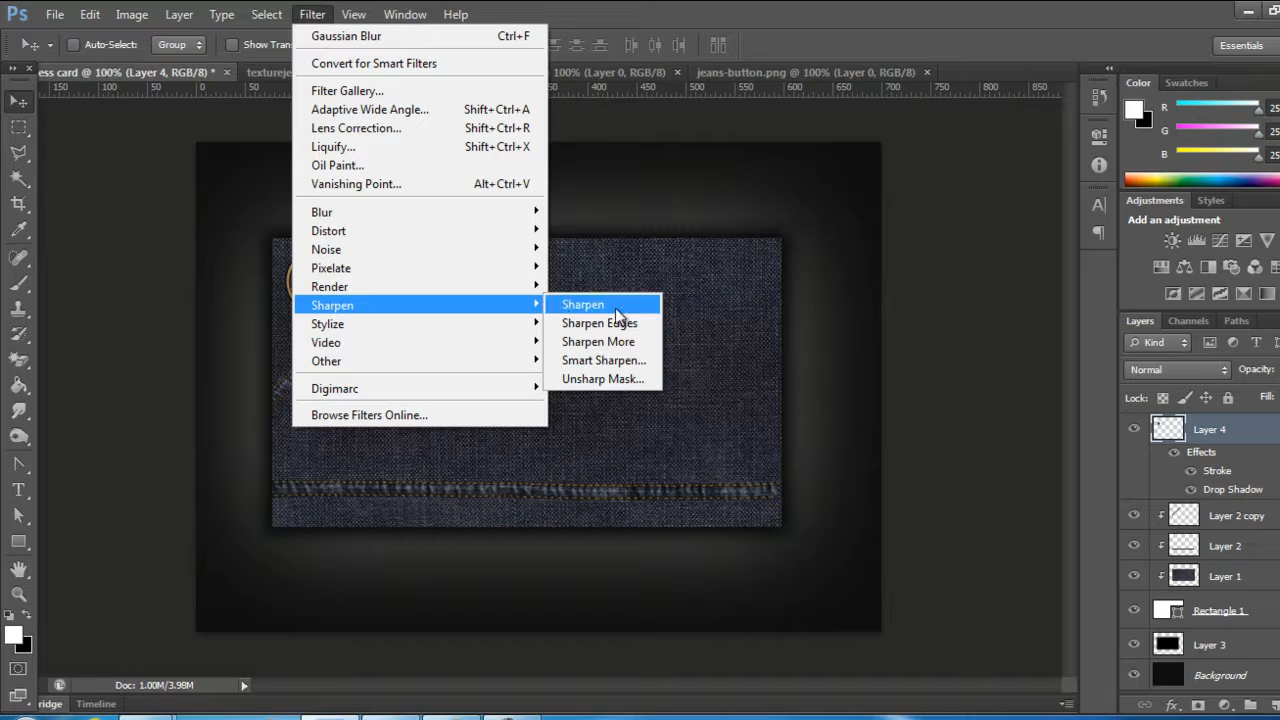 Ps File Edit Image Layer Type Select Filter View Window Help
Auto-Select: Group Show Essentials
ess card @ 100% (Layer 4, RGB/8) * × 100% (Layer 0, RGB/8) × jeans-button.png @ 100% (Layer 0, RGB/8) ×
150 100 50 0 50 100 150 200 400 450 500 550 600 650 700 750 800 850
Gaussian Blur Ctrl+F
Convert for Smart Filters
Filter Gallery...
Adaptive Wide Angle... Shift+Ctrl+A
Lens Correction... Shift+Ctrl+R
Liquify... Shift+Ctrl+X
Oil Paint...
Vanishing Point... Alt+Ctrl+V
Blur
Distort
Noise
Pixelate
Render
Sharpen
Stylize
Video
Other
Digimarc
Browse Filters Online...
Sharpen
Sharpen Edges
Sharpen More
Smart Sharpen...
Unsharp Mask...
Color Swatches
R 25
G 25
B 25
Adjustments Styles
Add an adjustment
Layers Channels Paths
Kind T
Normal Opacity:
Lock: Fill:
Layer 4
Effects
Stroke
Drop Shadow
Layer 2 copy
Layer 2
Layer 1
Rectangle 1
Layer 3
Background
Doc: 1.00M/3.98M
ridge Timeline